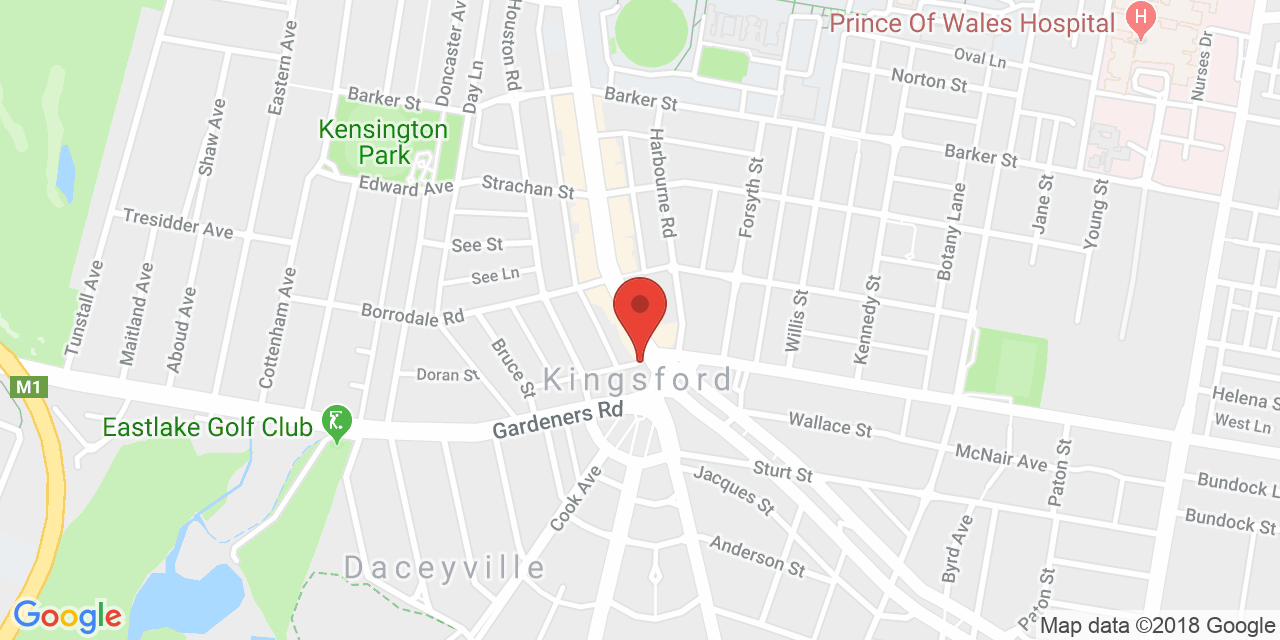 Prince Of Wales Hospital
H
Oval Ln
Norton St
Nurses Dr
Houston Rd
Doncaster Ave
Day Ln
Eastern Ave
Shaw Ave
Barker St
Barker St
Barker St
Kensington
Park
Edward Ave
Strachan St
Harbourne Rd
Forsyth St
Botany Lane
Jane St
Young St
Tresidder Ave
See St
See Ln
Tunstall Ave
Maitland Ave
Aboud Ave
Cottenham Ave
Borrodale Rd
Willis St
Kennedy St
Bruce St
Doran St
Kingsford
M1
Eastlake Golf Club
Gardeners Rd
Wallace St
McNair Ave
Helena S
West Ln
Cook Ave
Jacques St
Sturt St
Paton St
Bundock L
Bundock St
Anderson St
Byrd Ave
Paton St
Daceyville
Google
Map data ©2018 Google